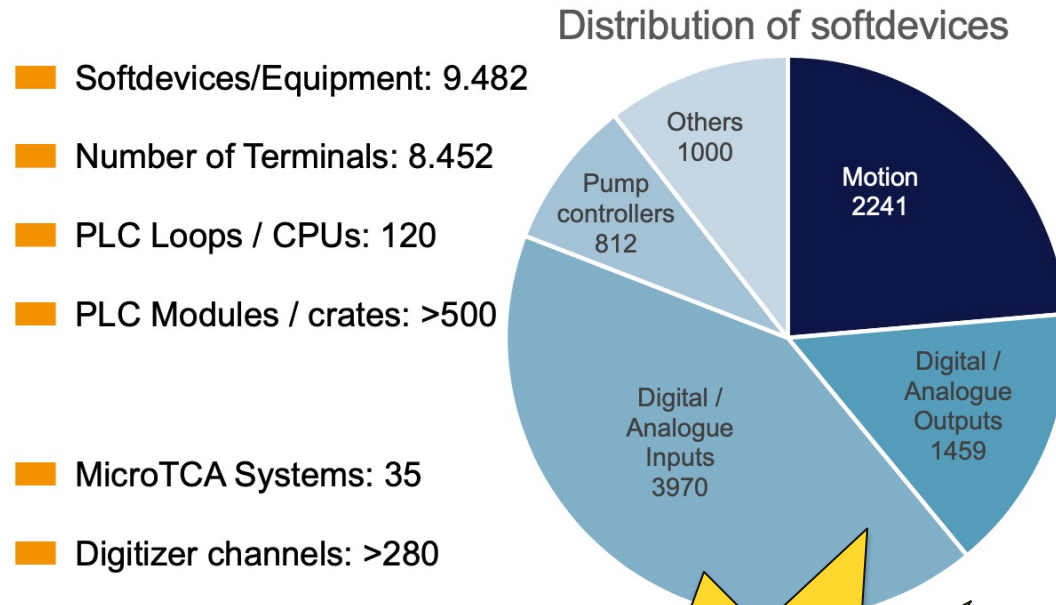 Distribution of softdevices
Softdevices/Equipment: 9.482
Number of Terminals: 8.452
PLC Loops / CPUs: 120
PLC Modules / crates: >500
MicroTCA Systems: 35
Digitizer channels: >280
Others
1000
Motion
2241
Pump
controllers
812
Digital /
Analogue
Outputs
1459
Digital /
Analogue
Inputs
3970